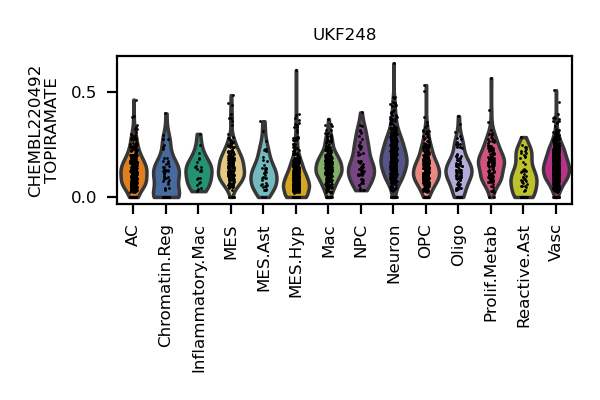 UKF248
CHEMBL220492
TOPIRAMATE
0.5
0.0
AC
Chromatin.Reg
Inflammatory.Mac
MES
MES.Ast
MES.Hyp
Mac
NPC
Neuron
OPC
Oligo
Prolif.Metab
Reactive.Ast
Vasc